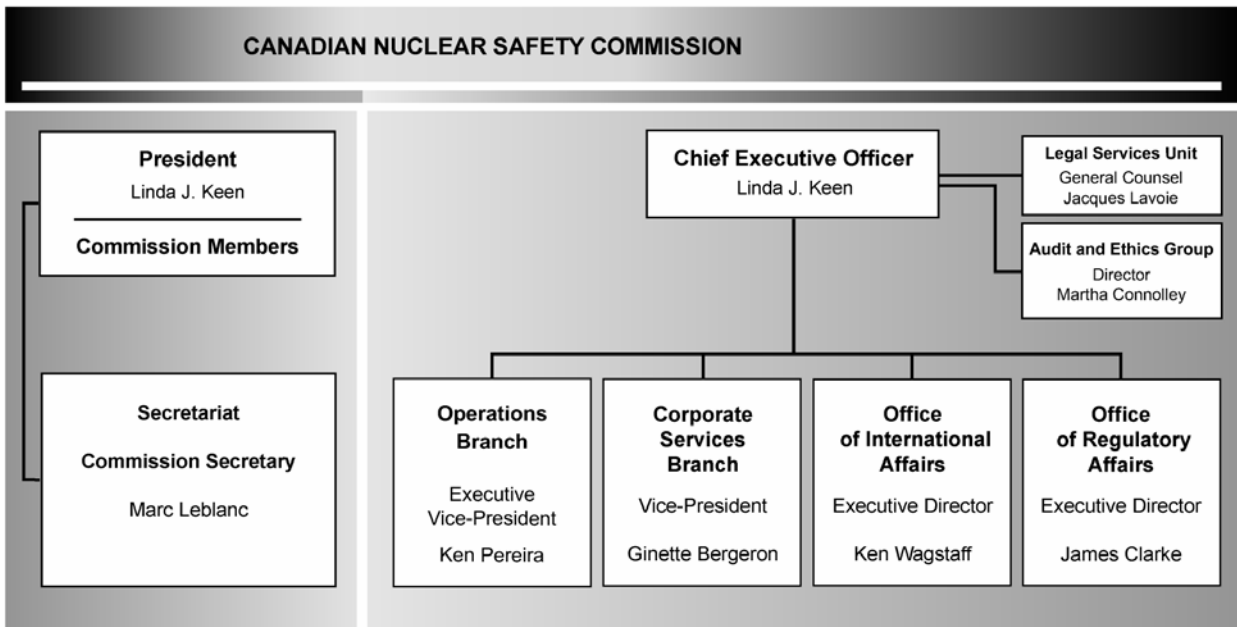 CANADIAN NUCLEAR SAFETY COMMISSION
President
Linda J. Keen
Commission Members
Secretariat
Commission Secretary
Marc Leblanc
Chief Executive Officer
Linda J. Keen
Legal Services Unit
General Counsel
Jacques Lavoie
Audit and Ethics Group
Director
Martha Connolley
Operations
Branch
Executive
Vice-President
Ken Pereira
Corporate
Services
Branch
Vice-President
Ginette Bergeron
Office
of International
Affairs
Executive Director
Ken Wagstaff
Office
of Regulatory
Affairs
Executive Director
James Clarke